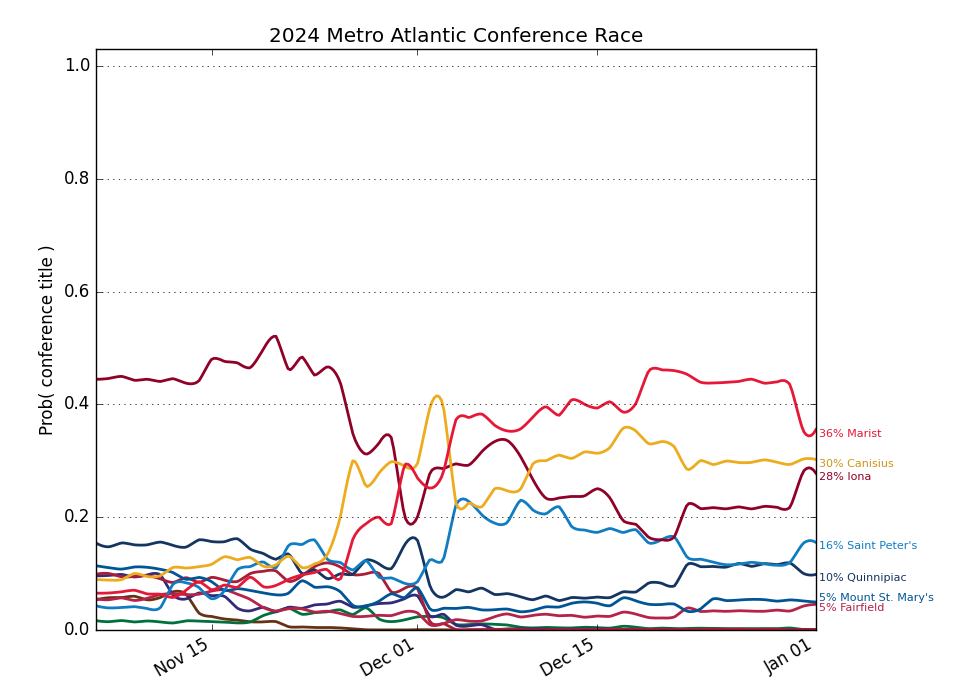 2024 Metro Atlantic Conference Race
Prob( conference title )
1.0
0.8
0.6
0.4
0.2
0.0
Nov 15
Dec 01
Dec 15
Jan 01
36% Marist
30% Canisius
28% Iona
16% Saint Peter's
10% Quinnipiac
5% Mount St. Mary's
5% Fairfield